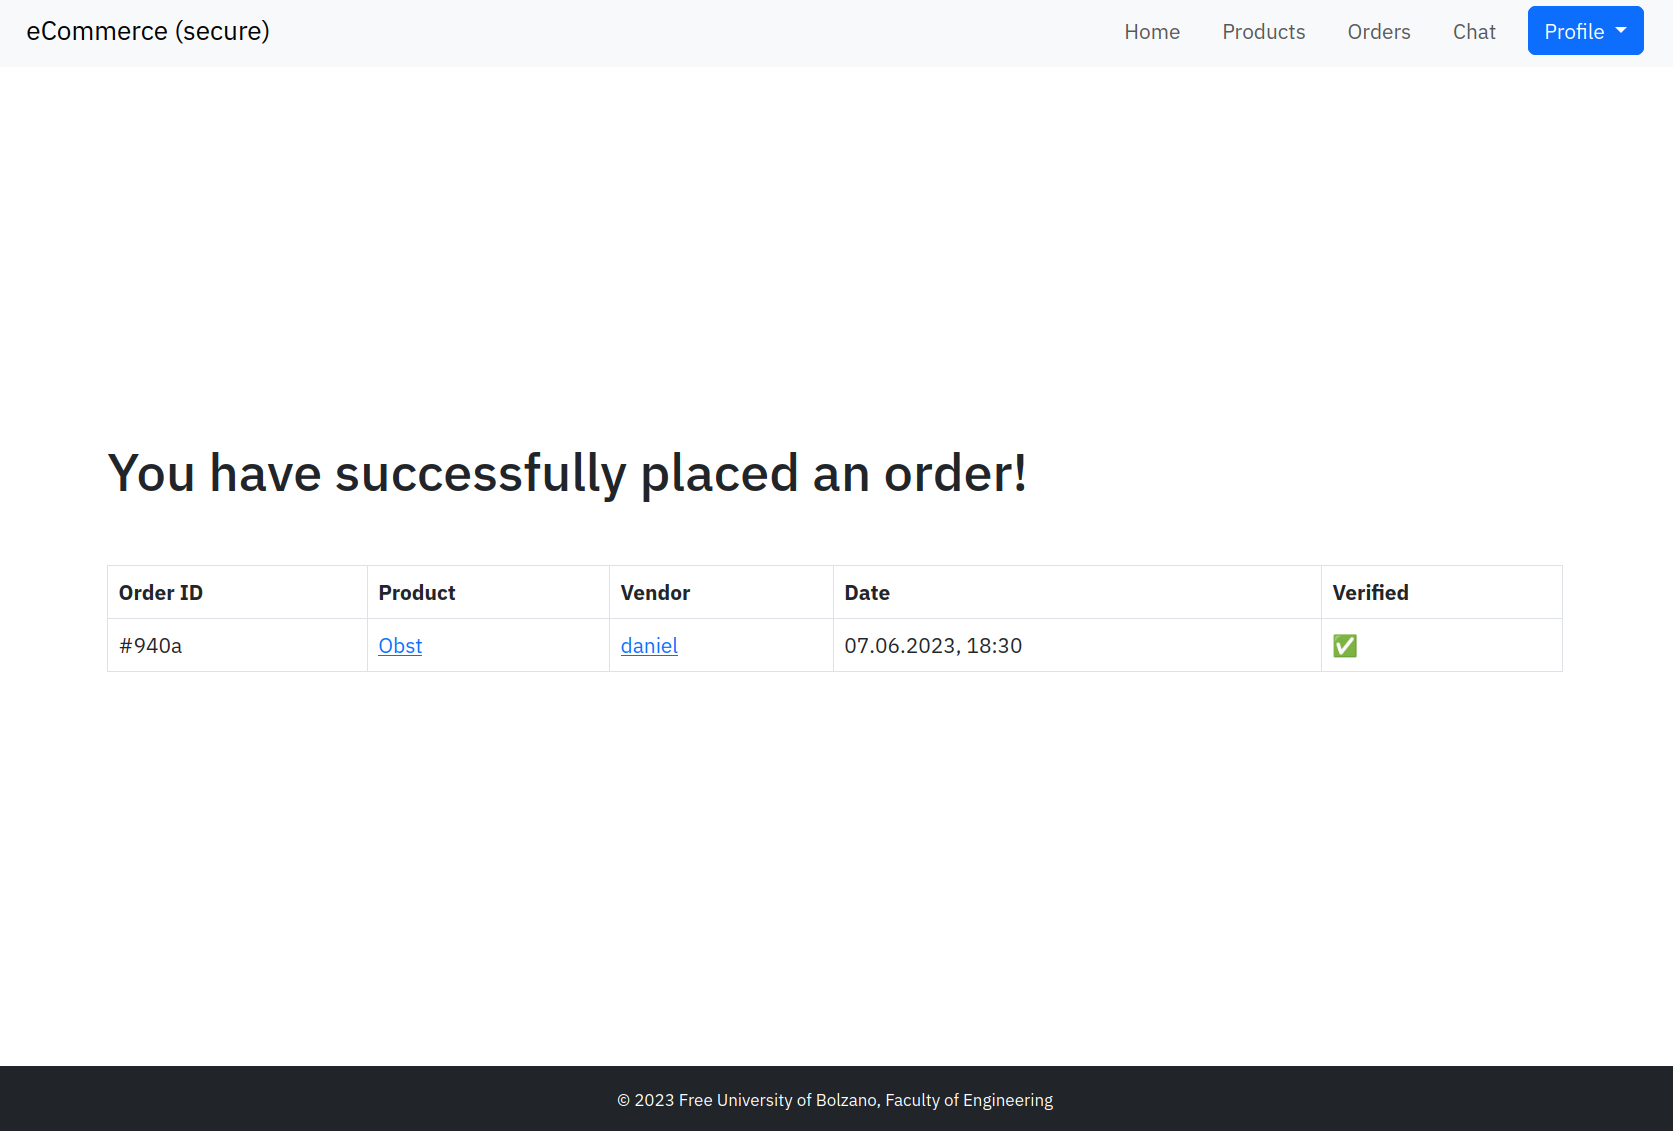 eCommerce (secure) Home Products Orders Chat Profile
You have successfully placed an order!
Order ID Product Vendor Date Verified
#940a Obst daniel 07.06.2023, 18:30 ✅
© 2023 Free University of Bolzano, Faculty of Engineering